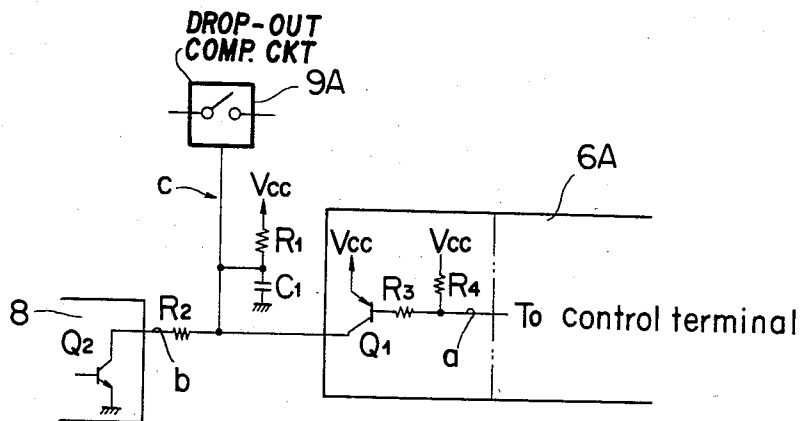 DROP-OUT
COMP. CKT
9A
6A
c
Vcc
R1
C1
Vcc
Vcc
R3
R4
Q1
a
To control terminal
8
R2
Q2
b